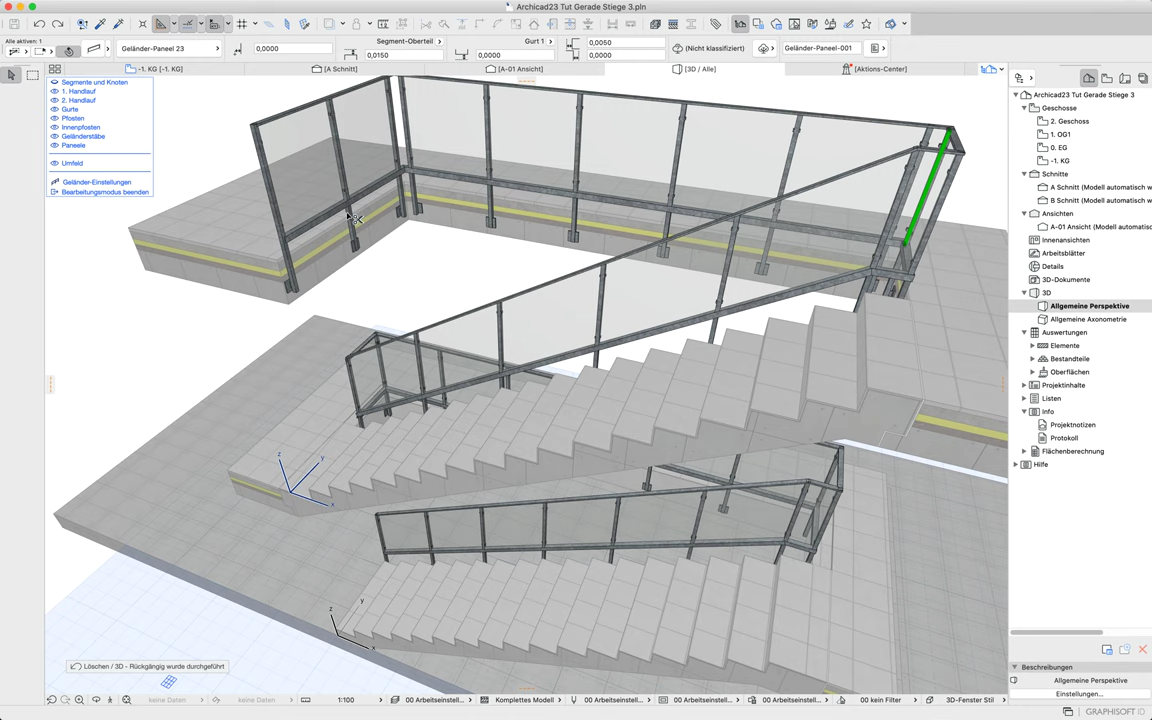 Archicad23 Tut Gerade Stiege 3.pln
Alle aktiven: 1
Geländer-Paneel 23
0,0000
Segment-Oberteil
0,0150
Gurt 1
0,0000
0,0050
0,0000
(Nicht klassifiziert)
Geländer-Paneel-001
-1. KG [-1. KG]
[A Schnitt]
[A-01 Ansicht]
[3D / Alle]
[Aktions-Center]
Segmente und Knoten
1. Handlauf
2. Handlauf
Gurte
Pfosten
Innenpfosten
Geländerstäbe
Paneele
Umfeld
Geländer-Einstellungen
Bearbeitungsmodus beenden
z
y
x
z
y
x
Löschen / 3D - Rückgängig wurde durchgeführt
Archicad23 Tut Gerade Stiege 3
Geschosse
2. Geschoss
1. OG1
0. EG
-1. KG
Schnitte
A Schnitt (Modell automatisch w
B Schnitt (Modell automatisch w
Ansichten
A-01 Ansicht (Modell automatisc
Innenansichten
Arbeitsblätter
Details
3D-Dokumente
3D
Allgemeine Perspektive
Allgemeine Axonometrie
Auswertungen
Elemente
Bestandteile
Oberflächen
Projektinhalte
Listen
Info
Projektnotizen
Protokoll
Flächenberechnung
Hilfe
Beschreibungen
Allgemeine Perspektive
Einstellungen...
keine Daten
keine Daten
1:100
00 Arbeitseinstell...
Komplettes Modell
00 Arbeitseinstell...
00 Arbeitseinstell...
00 Arbeitseinstell...
00 kein Filter
3D-Fenster Stil
GRAPHISOFT ID